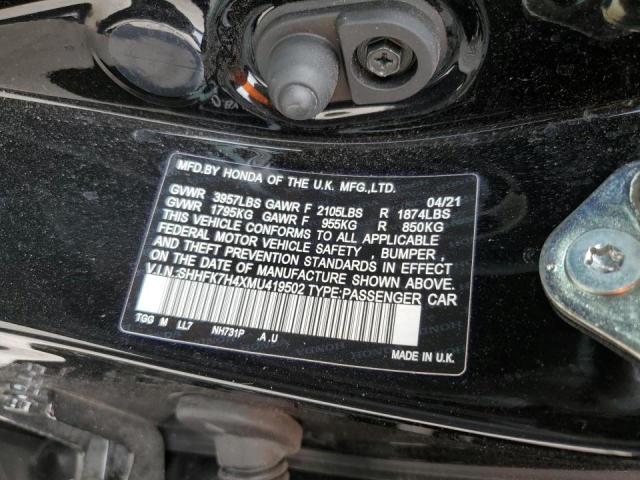 MFD.BY HONDA OF THE U.K. MFG.,LTD. 04/21
GVWR 3957LBS GAWR F 2105LBS R 1874LBS
GVWR 1795KG GAWR F 955KG R 850KG
THIS VEHICLE CONFORMS TO ALL APPLICABLE
FEDERAL MOTOR VEHICLE SAFETY , BUMPER ,
AND THEFT PREVENTION STANDARDS IN EFFECT
ON THE DATE OF MANUFACTURE SHOWN ABOVE.
V.I.N.:SHHFK7H4XMU419502 TYPE:PASSENGER CAR
TGG M LL7 NH731P .A.U
MADE IN U.K.